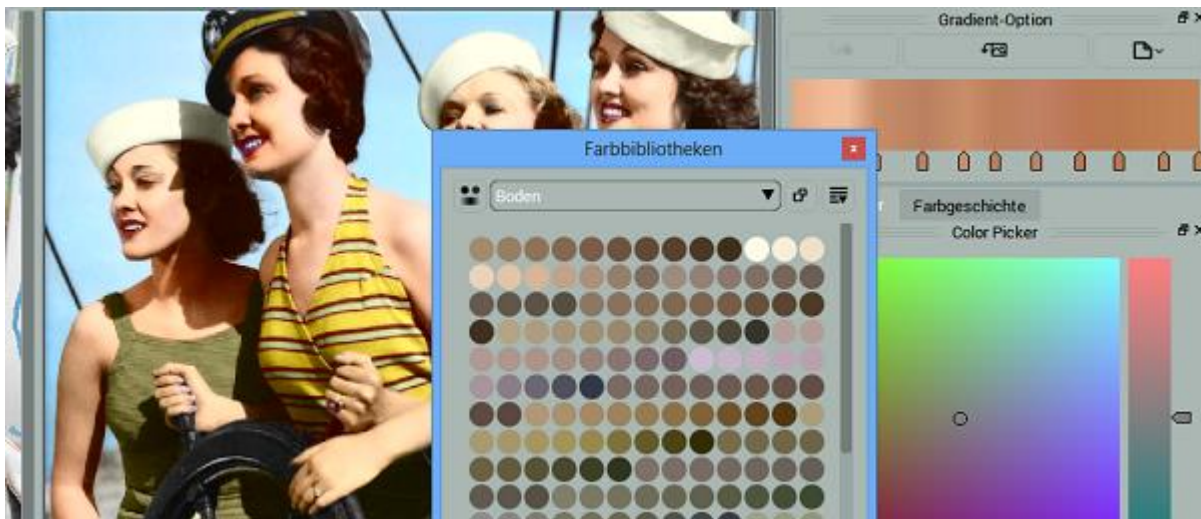 Gradient-Option
Farbbibliotheken
Boden
Farbgeschichte
Color Picker